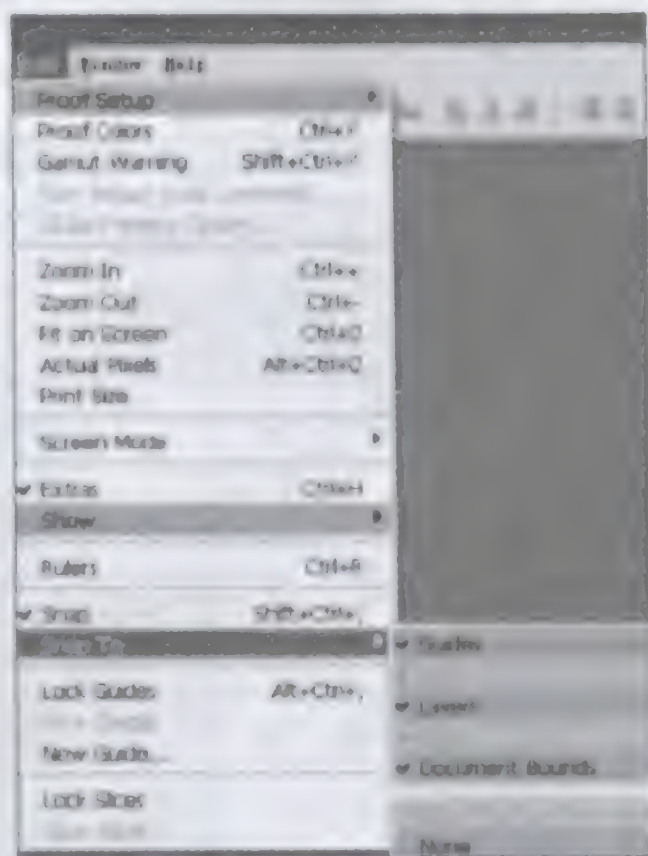 Window Help
Proof Setup
Proof Colors Ctrl+Y
Gamut Warning Shift+Ctrl+Y
Zoom In Ctrl++
Zoom Out Ctrl+-
Fit on Screen Ctrl+0
Actual Pixels Alt+Ctrl+0
Print Size
Screen Mode
Extras Ctrl+H
Show
Rulers Ctrl+R
Snap Shift+Ctrl+;
Snap To
Guides
Lock Guides Alt+Ctrl+;
Layers
New Guide...
Document Bounds
Lock Slices
None